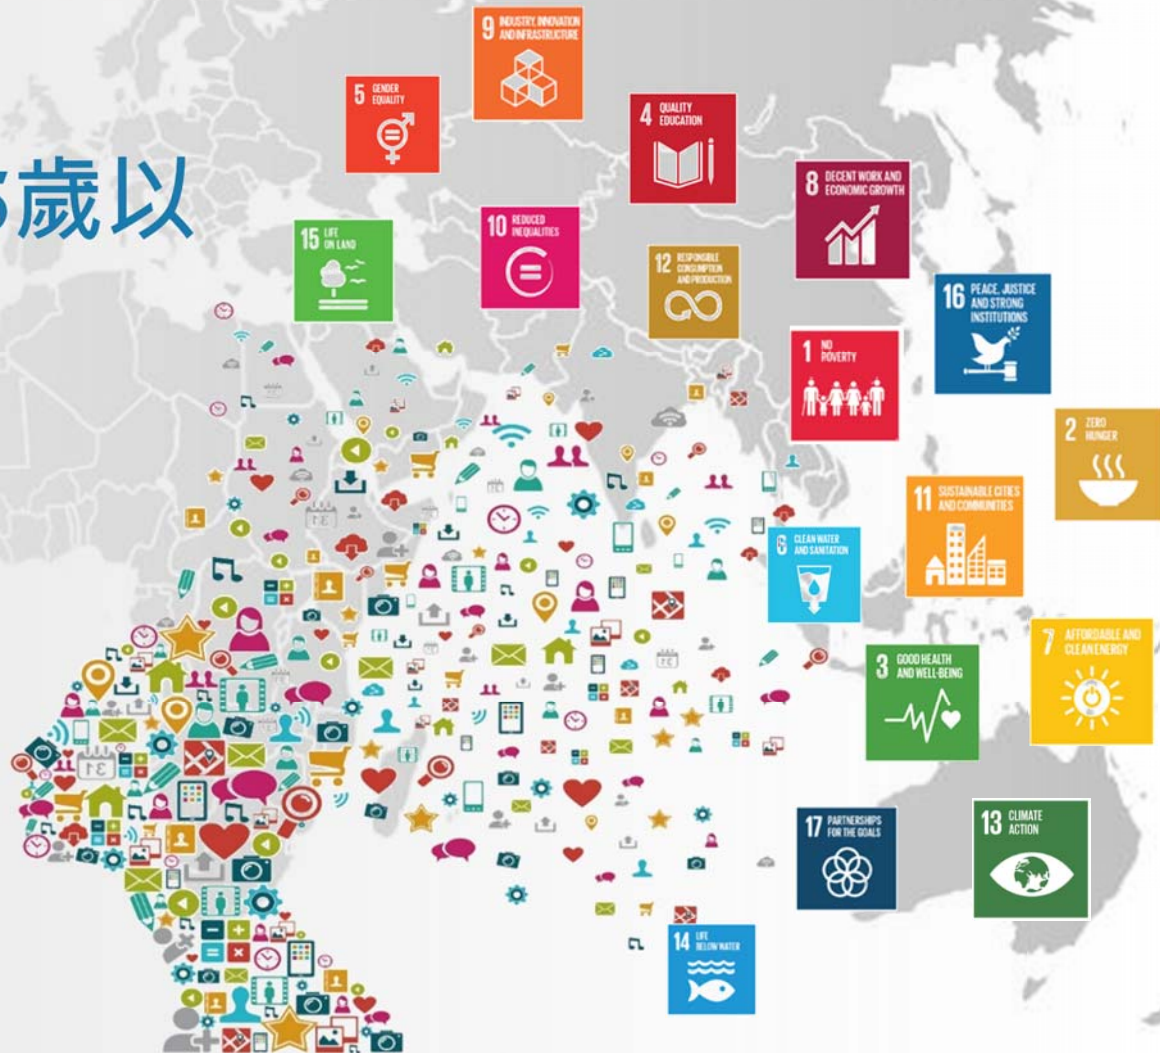 9 INDUSTRY, INNOVATION
AND INFRASTRUCTURE
5 GENDER
EQUALITY
4 QUALITY
EDUCATION
8 DECENT WORK AND
ECONOMIC GROWTH
歲以
15 LIFE
ON LAND
10 REDUCED
INEQUALITIES
12 RESPONSIBLE
CONSUMPTION
AND PRODUCTION
16 PEACE, JUSTICE
AND STRONG
INSTITUTIONS
1 NO
POVERTY
2 ZERO
HUNGER
11 SUSTAINABLE CITIES
AND COMMUNITIES
6 CLEAN WATER
AND SANITATION
7 AFFORDABLE AND
CLEAN ENERGY
3 GOOD HEALTH
AND WELL-BEING
31
17 PARTNERSHIPS
FOR THE GOALS
13 CLIMATE
ACTION
14 LIFE
BELOW WATER